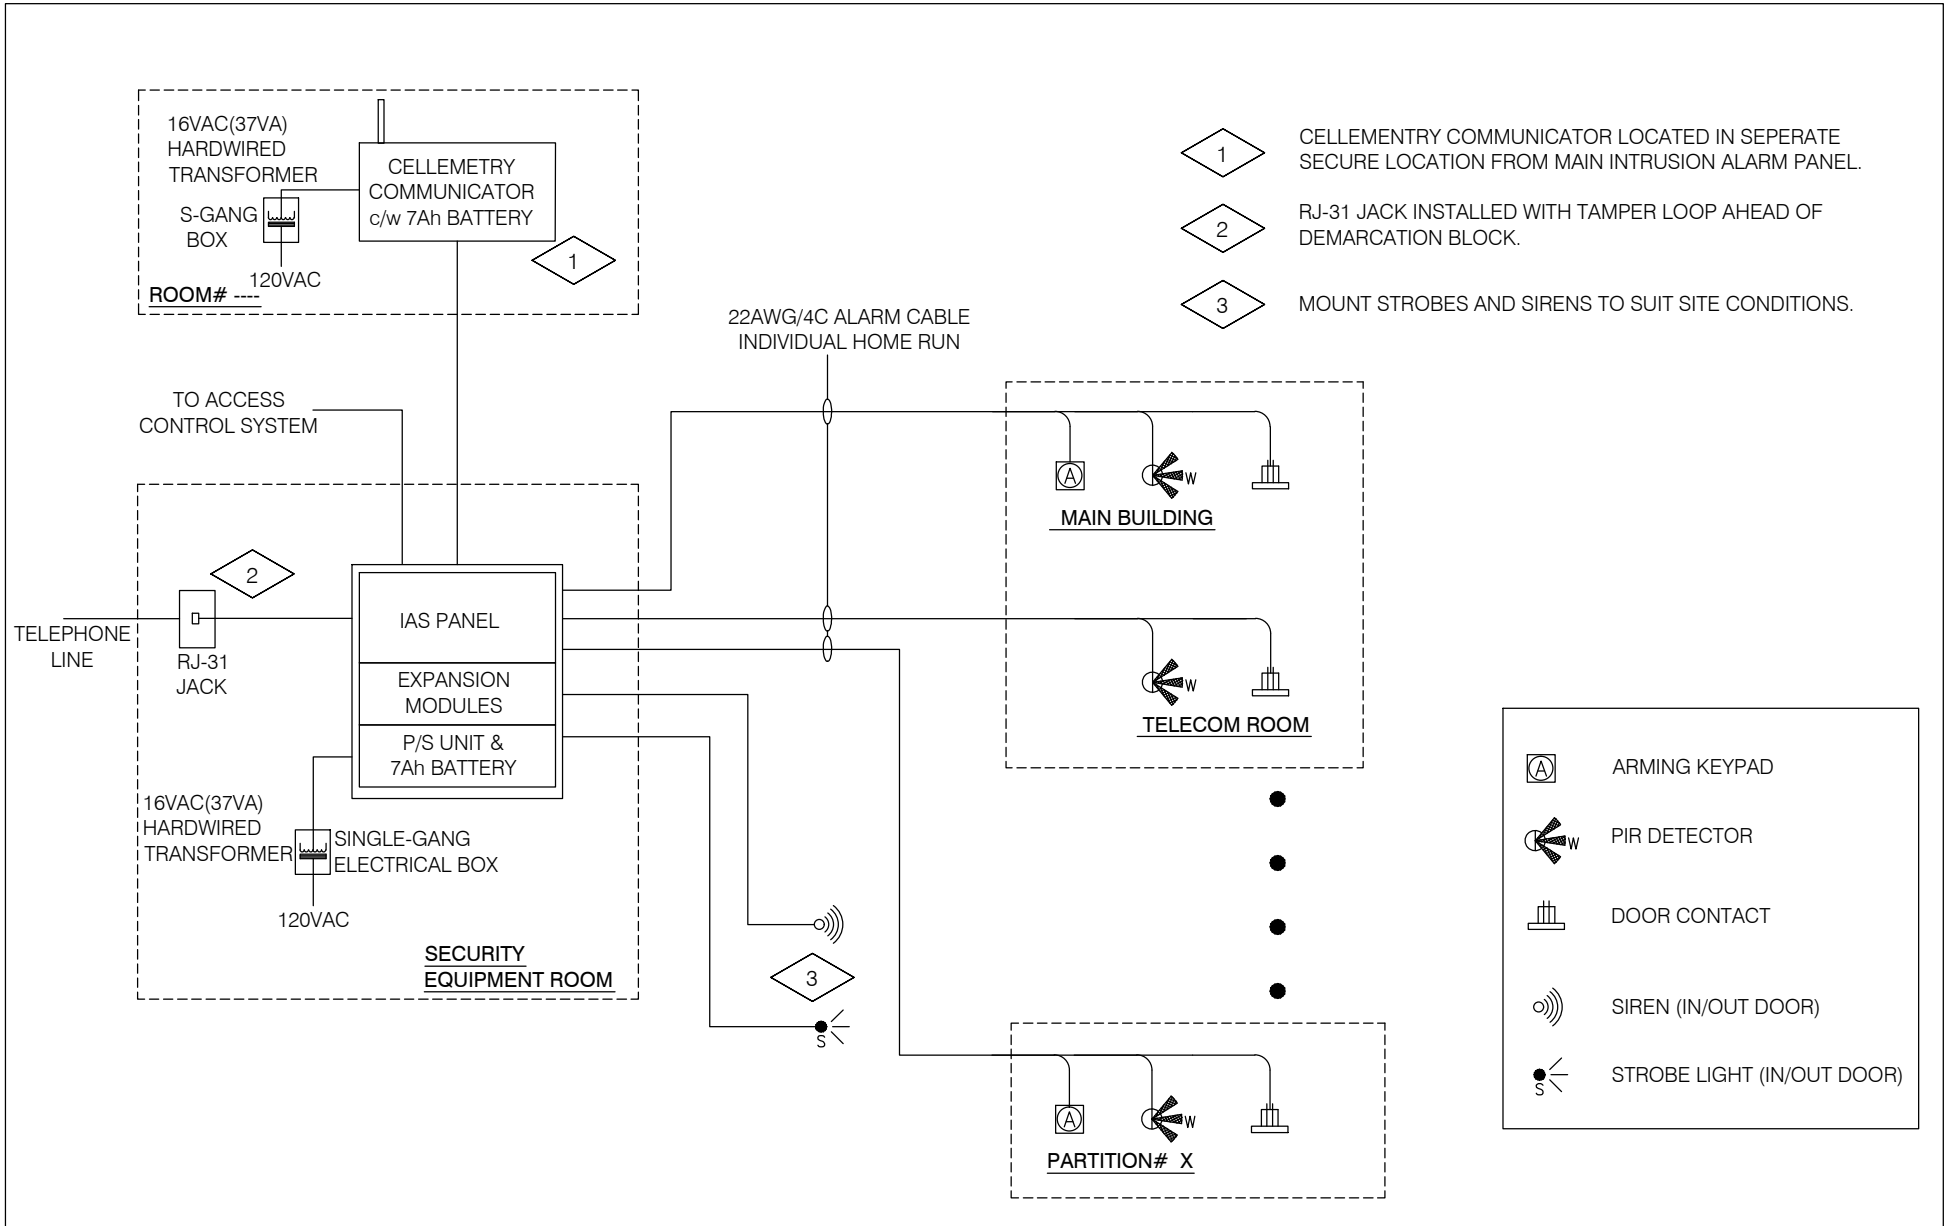 16VAC(37VA)
HARDWIRED
TRANSFORMER
S-GANG
BOX
120VAC
ROOM# ----
CELLEMETRY
COMMUNICATOR
c/w 7Ah BATTERY
1
1
CELLEMENTRY COMMUNICATOR LOCATED IN SEPERATE
SECURE LOCATION FROM MAIN INTRUSION ALARM PANEL.
2
RJ-31 JACK INSTALLED WITH TAMPER LOOP AHEAD OF
DEMARCATION BLOCK.
3
MOUNT STROBES AND SIRENS TO SUIT SITE CONDITIONS.
22AWG/4C ALARM CABLE
INDIVIDUAL HOME RUN
TO ACCESS
CONTROL SYSTEM
A
W
MAIN BUILDING
2
TELEPHONE
LINE
RJ-31
JACK
IAS PANEL
EXPANSION
MODULES
P/S UNIT &
7Ah BATTERY
W
TELECOM ROOM
16VAC(37VA)
HARDWIRED
TRANSFORMER
SINGLE-GANG
ELECTRICAL BOX
120VAC
SECURITY
EQUIPMENT ROOM
3
S
A
W
PARTITION# X
A
ARMING KEYPAD
W
PIR DETECTOR
DOOR CONTACT
SIREN (IN/OUT DOOR)
S
STROBE LIGHT (IN/OUT DOOR)